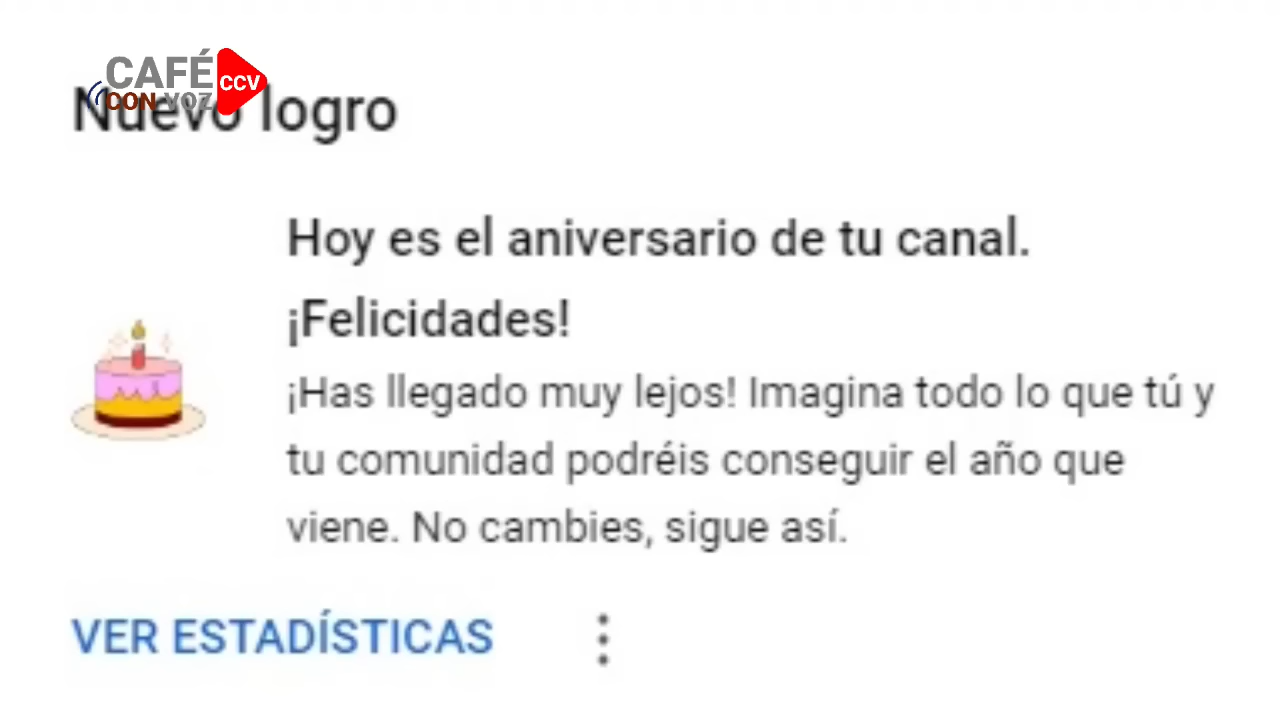 CAFÉ
CON VOZ
CCV
Nuevo logro
Hoy es el aniversario de tu canal.
¡Felicidades!
¡Has llegado muy lejos! Imagina todo lo que tú y
tu comunidad podréis conseguir el año que
viene. No cambies, sigue así.
VER ESTADÍSTICAS